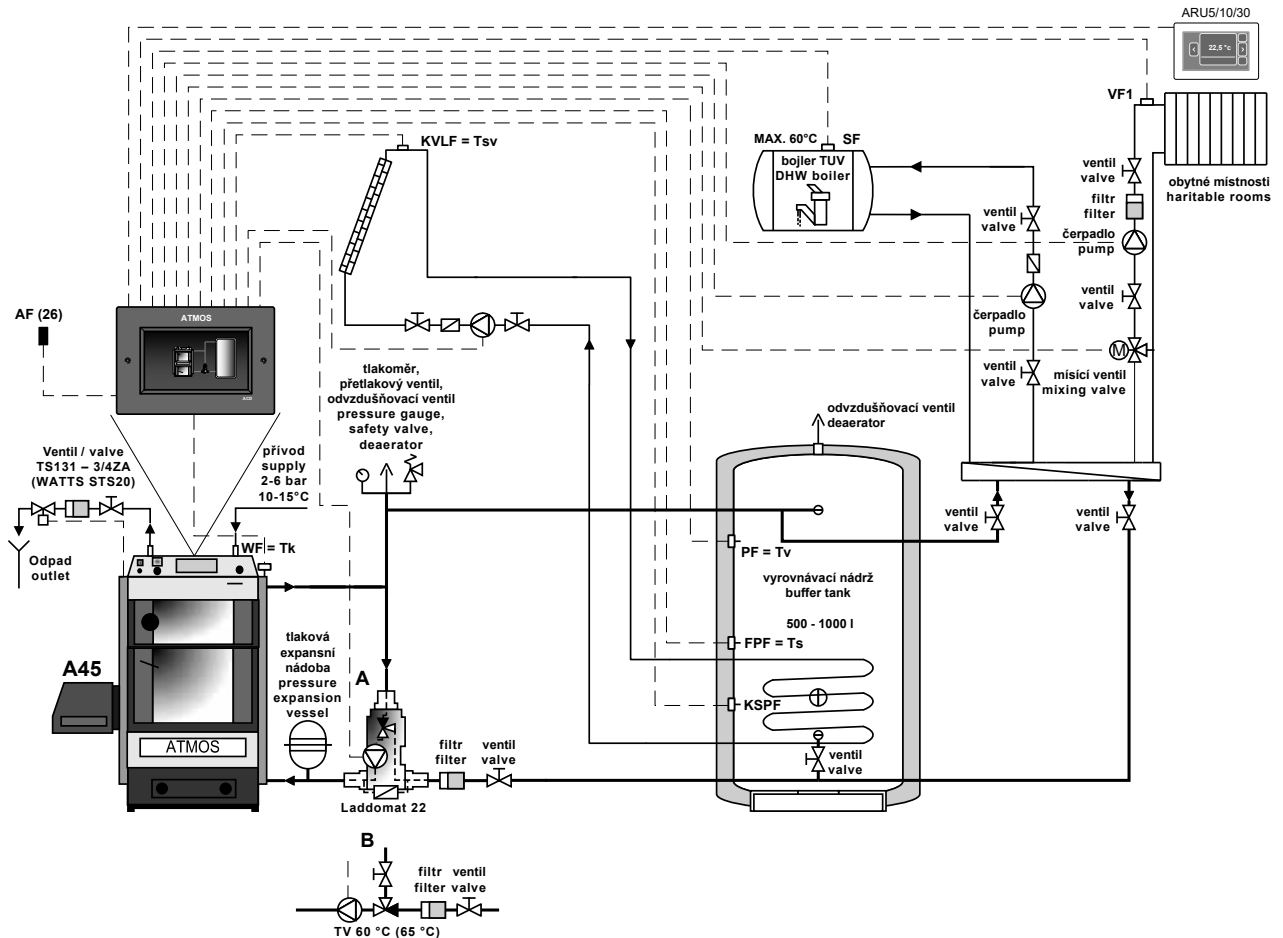 ARU5/10/30
22,5 °c
VF1
KVLF = Tsv
MAX. 60°C SF
bojler TUV
DHW boiler
ventil
valve
obytné místnosti
haritable rooms
filtr
filter
ventil
valve
čerpadlo
pump
AF (26)
ATMOS
ACD
ventil
valve
čerpadlo
pump
tlakoměr,
přetlakový ventil,
odvzdušňovací ventil
pressure gauge,
safety valve,
deaerator
ventil
valve
M
mísící ventil
mixing valve
odvzdušňovací ventil
deaerator
Ventil / valve
TS131 – 3/4ZA
(WATTS STS20)
přívod
supply
2-6 bar
10-15°C
ventil
valve
ventil
valve
Odpad
outlet
WF = Tk
PF = Tv
vyrovnávací nádrž
buffer tank
500 - 1000 l
tlaková
expansní
nádoba
pressure
expansion
vessel
FPF = Ts
A45
A
KSPF
ATMOS
filtr
filter
ventil
valve
ventil
valve
Laddomat 22
B
filtr
filter
ventil
valve
TV 60 °C (65 °C)